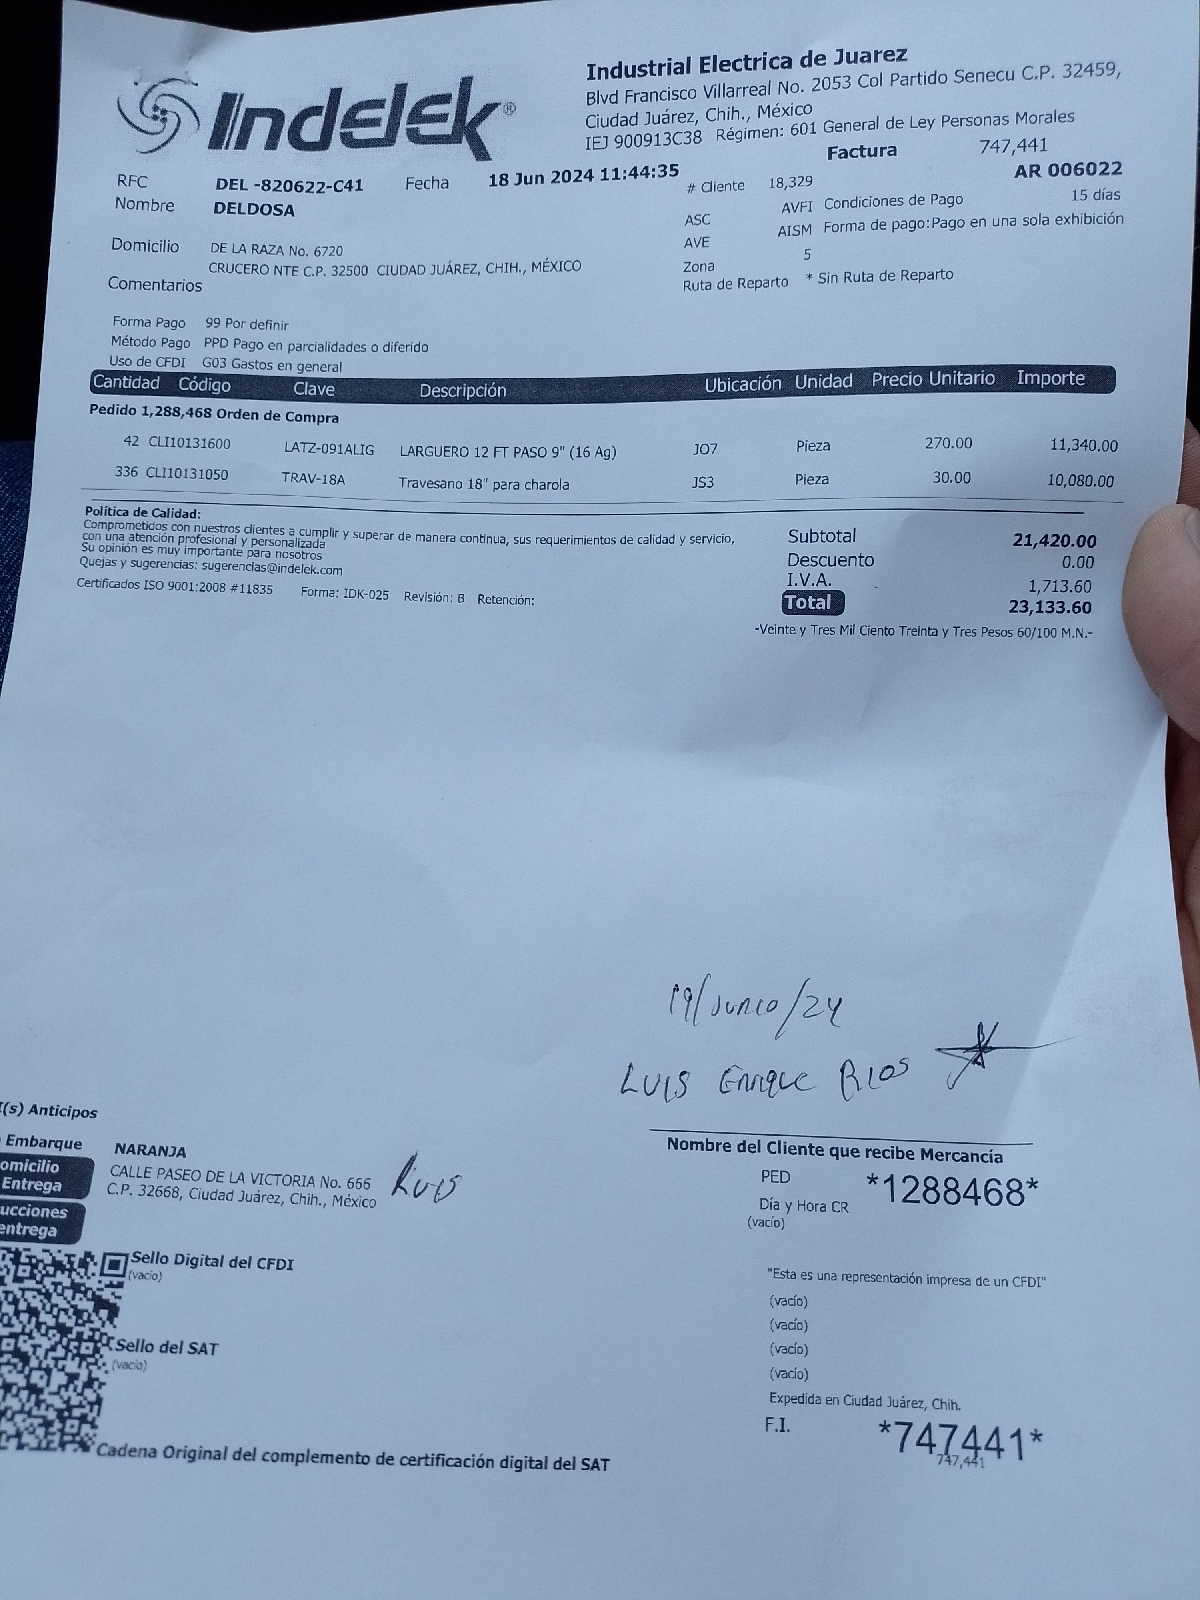 Indelek®
Industrial Electrica de Juarez
Blvd Francisco Villarreal No. 2053 Col Partido Senecu C.P. 32459,
Ciudad Juárez, Chih., México
IEJ 900913C38 Régimen: 601 General de Ley Personas Morales
Factura 747,441
AR 006022
RFC DEL -820622-C41 Fecha 18 Jun 2024 11:44:35
Nombre DELDOSA
Domicilio DE LA RAZA No. 6720
CRUCERO NTE C.P. 32500 CIUDAD JUÁREZ, CHIH., MÉXICO
Comentarios
# Cliente 18,329
ASC AVFI Condiciones de Pago 15 días
AVE AISM Forma de pago:Pago en una sola exhibición
Zona 5
Ruta de Reparto * Sin Ruta de Reparto
Forma Pago 99 Por definir
Método Pago PPD Pago en parcialidades o diferido
Uso de CFDI G03 Gastos en general
Cantidad Código Clave Descripción Ubicación Unidad Precio Unitario Importe
Pedido 1,288,468 Orden de Compra
42 CLI10131600 LATZ-091ALIG LARGUERO 12 FT PASO 9" (16 Ag) JO7 Pieza 270.00 11,340.00
336 CLI10131050 TRAV-18A Travesano 18" para charola JS3 Pieza 30.00 10,080.00
Política de Calidad:
Comprometidos con nuestros clientes a cumplir y superar de manera continua, sus requerimientos de calidad y servicio,
con una atención profesional y personalizada
Su opinión es muy importante para nosotros
Quejas y sugerencias: sugerencias@indelek.com
Certificados ISO 9001:2008 #11835 Forma: IDK-025 Revisión: B Retención:
Subtotal 21,420.00
Descuento 0.00
I.V.A. 1,713.60
Total 23,133.60
-Veinte y Tres Mil Ciento Treinta y Tres Pesos 60/100 M.N.-
19/Junio/24
LUIS Enrique RIOS
(s) Anticipos
Embarque NARANJA
omicilio
Entrega
CALLE PASEO DE LA VICTORIA No. 666
C.P. 32668, Ciudad Juárez, Chih., México
Luis
ucciones
entrega
Nombre del Cliente que recibe Mercancía
PED *1288468*
Día y Hora CR
(vacío)
Sello Digital del CFDI
(vacío)
Sello del SAT
(vacío)
"Esta es una representación impresa de un CFDI"
(vacío)
(vacío)
(vacío)
(vacío)
Expedida en Ciudad Juárez, Chih.
F.I. *747441*
747,441
Cadena Original del complemento de certificación digital del SAT